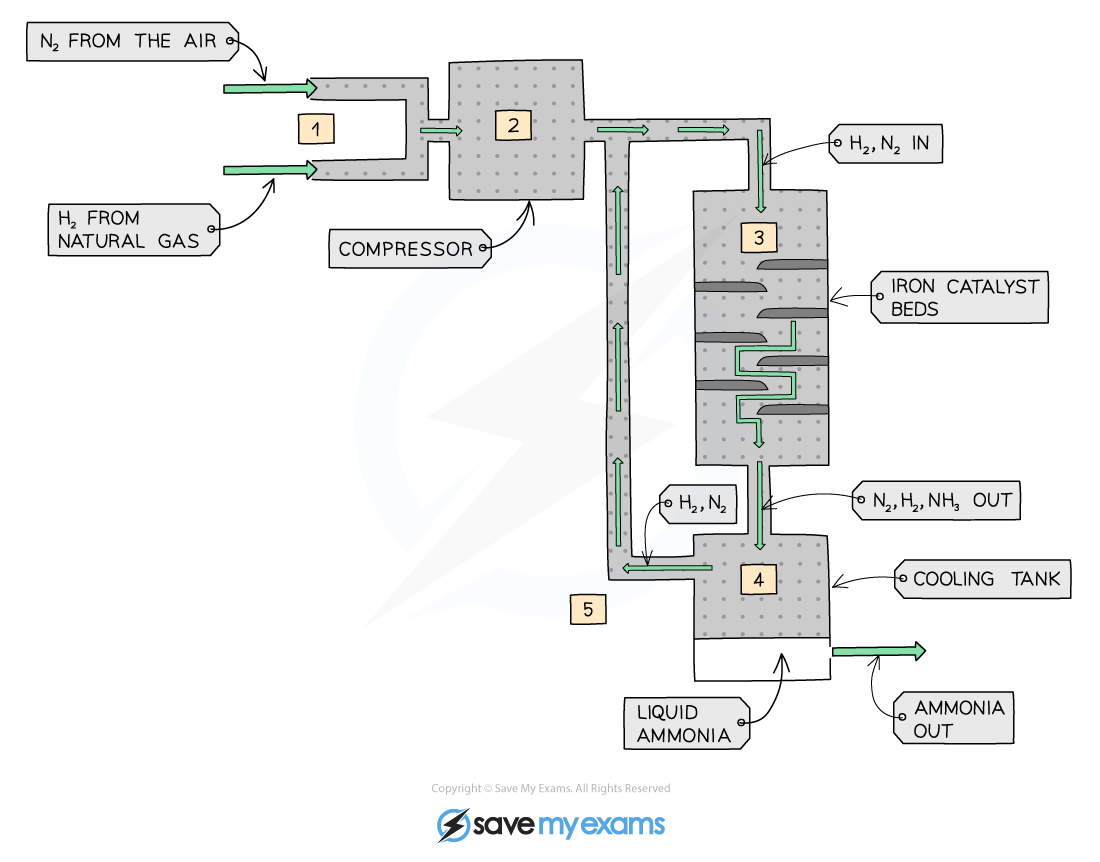 N₂ FROM THE AIR
1
2
H₂, N₂ IN
H₂ FROM
NATURAL GAS
COMPRESSOR
3
IRON CATALYST
BEDS
H₂, N₂
N₂, H₂, NH₃ OUT
4
COOLING TANK
5
LIQUID
AMMONIA
AMMONIA
OUT
Copyright © Save My Exams. All Rights Reserved
save my exams